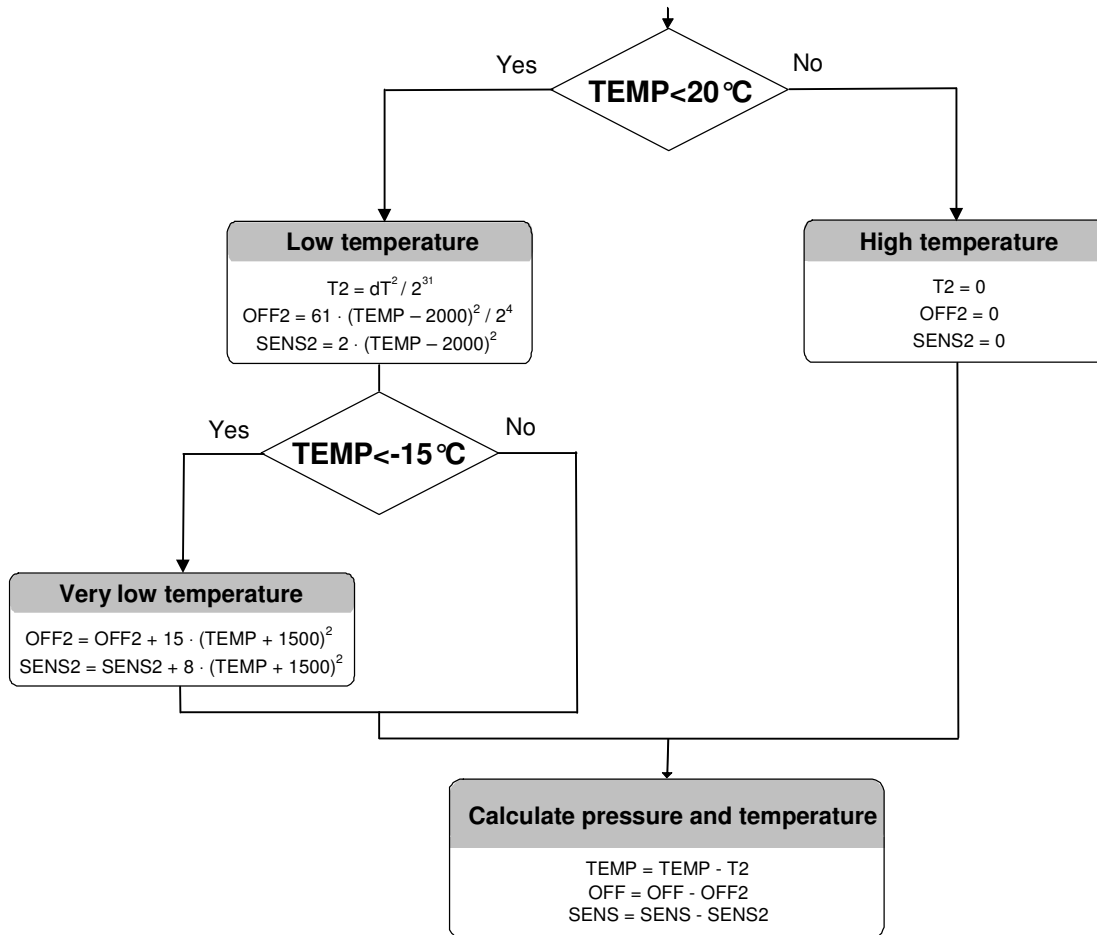 Yes
No
TEMP<20°C
Low temperature
T2 = dT² / 2³¹
OFF2 = 61 · (TEMP – 2000)² / 2⁴
SENS2 = 2 · (TEMP – 2000)²
High temperature
T2 = 0
OFF2 = 0
SENS2 = 0
Yes
No
TEMP<-15°C
Very low temperature
OFF2 = OFF2 + 15 · (TEMP + 1500)²
SENS2 = SENS2 + 8 · (TEMP + 1500)²
Calculate pressure and temperature
TEMP = TEMP - T2
OFF = OFF - OFF2
SENS = SENS - SENS2